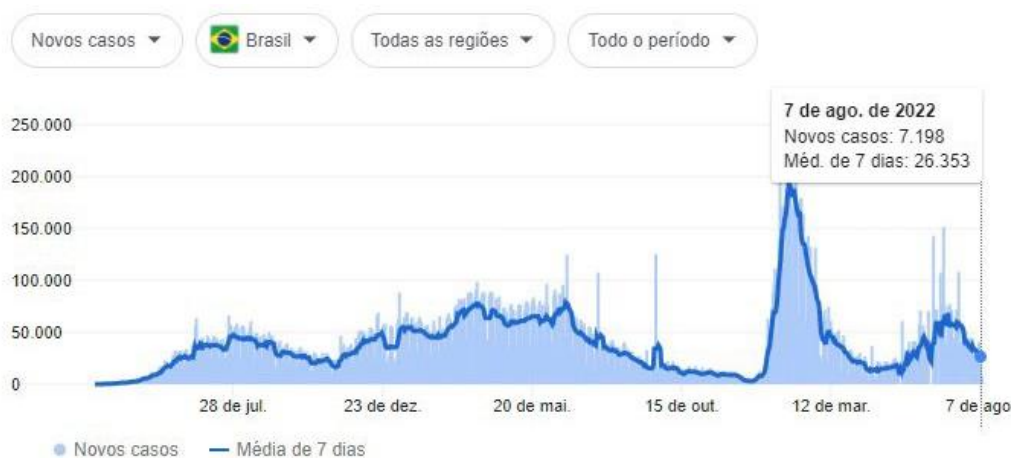 Novos casos Brasil Todas as regiões Todo o período
7 de ago. de 2022
Novos casos: 7.198
Méd. de 7 dias: 26.353
250.000
200.000
150.000
100.000
50.000
0
28 de jul. 23 de dez. 20 de mai. 15 de out. 12 de mar. 7 de ago
Novos casos Média de 7 dias